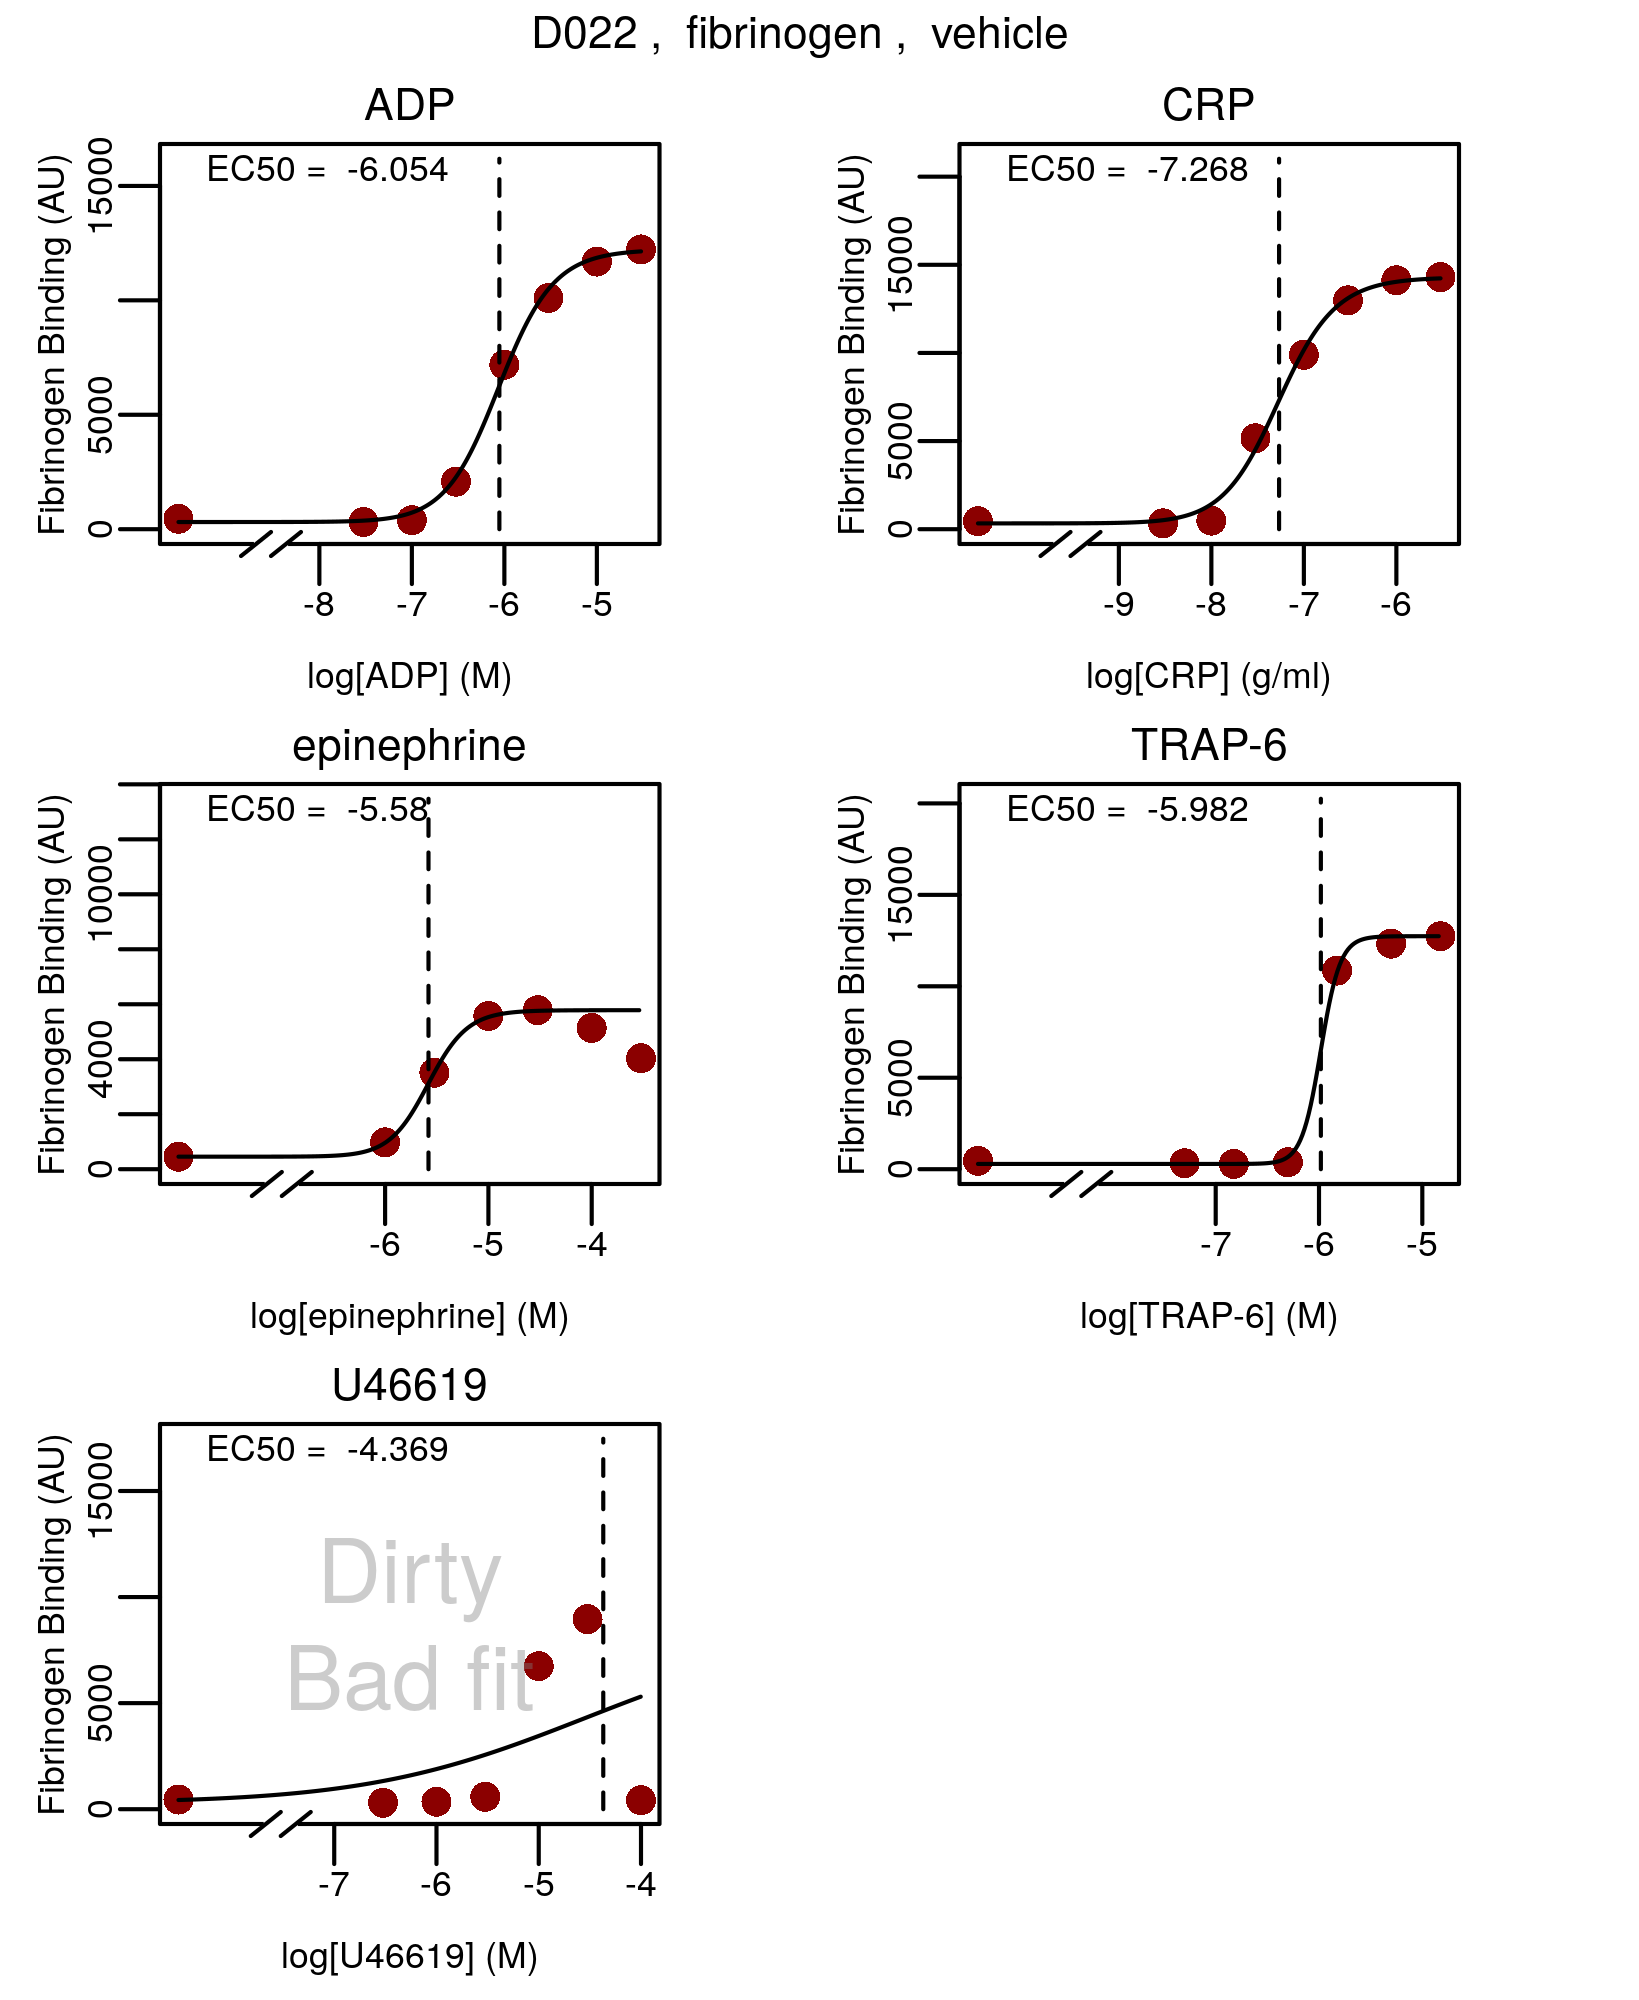 D022 , fibrinogen , vehicle
ADP
EC50 = -6.054
Fibrinogen Binding (AU)
0 5000 15000
-8 -7 -6 -5
log[ADP] (M)
CRP
EC50 = -7.268
Fibrinogen Binding (AU)
0 5000 15000
-9 -8 -7 -6
log[CRP] (g/ml)
epinephrine
EC50 = -5.58
Fibrinogen Binding (AU)
0 4000 10000
-6 -5 -4
log[epinephrine] (M)
TRAP-6
EC50 = -5.982
Fibrinogen Binding (AU)
0 5000 15000
-7 -6 -5
log[TRAP-6] (M)
U46619
EC50 = -4.369
Dirty
Bad fit
Fibrinogen Binding (AU)
0 5000 15000
-7 -6 -5 -4
log[U46619] (M)